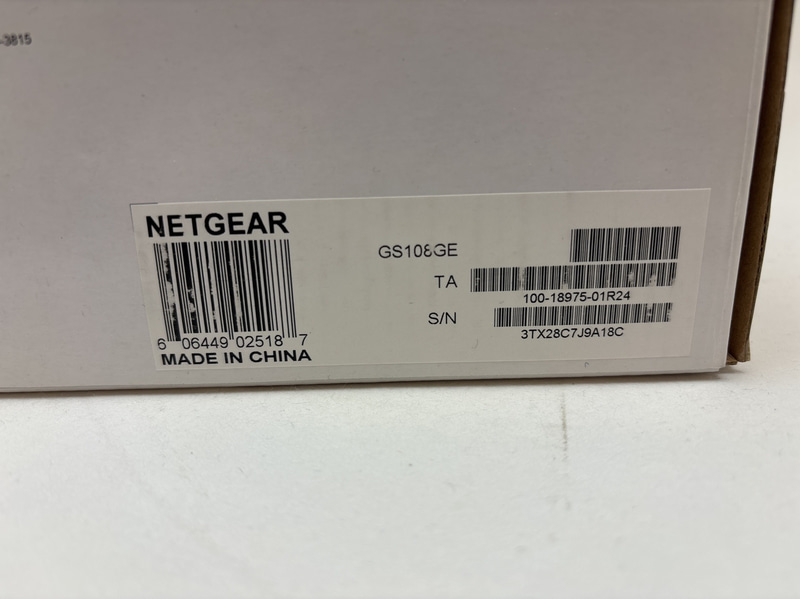 -3815
NETGEAR
GS108GE
TA
100-18975-01R24
S/N
3TX28C7J9A18C
6 06449 02518 7
MADE IN CHINA